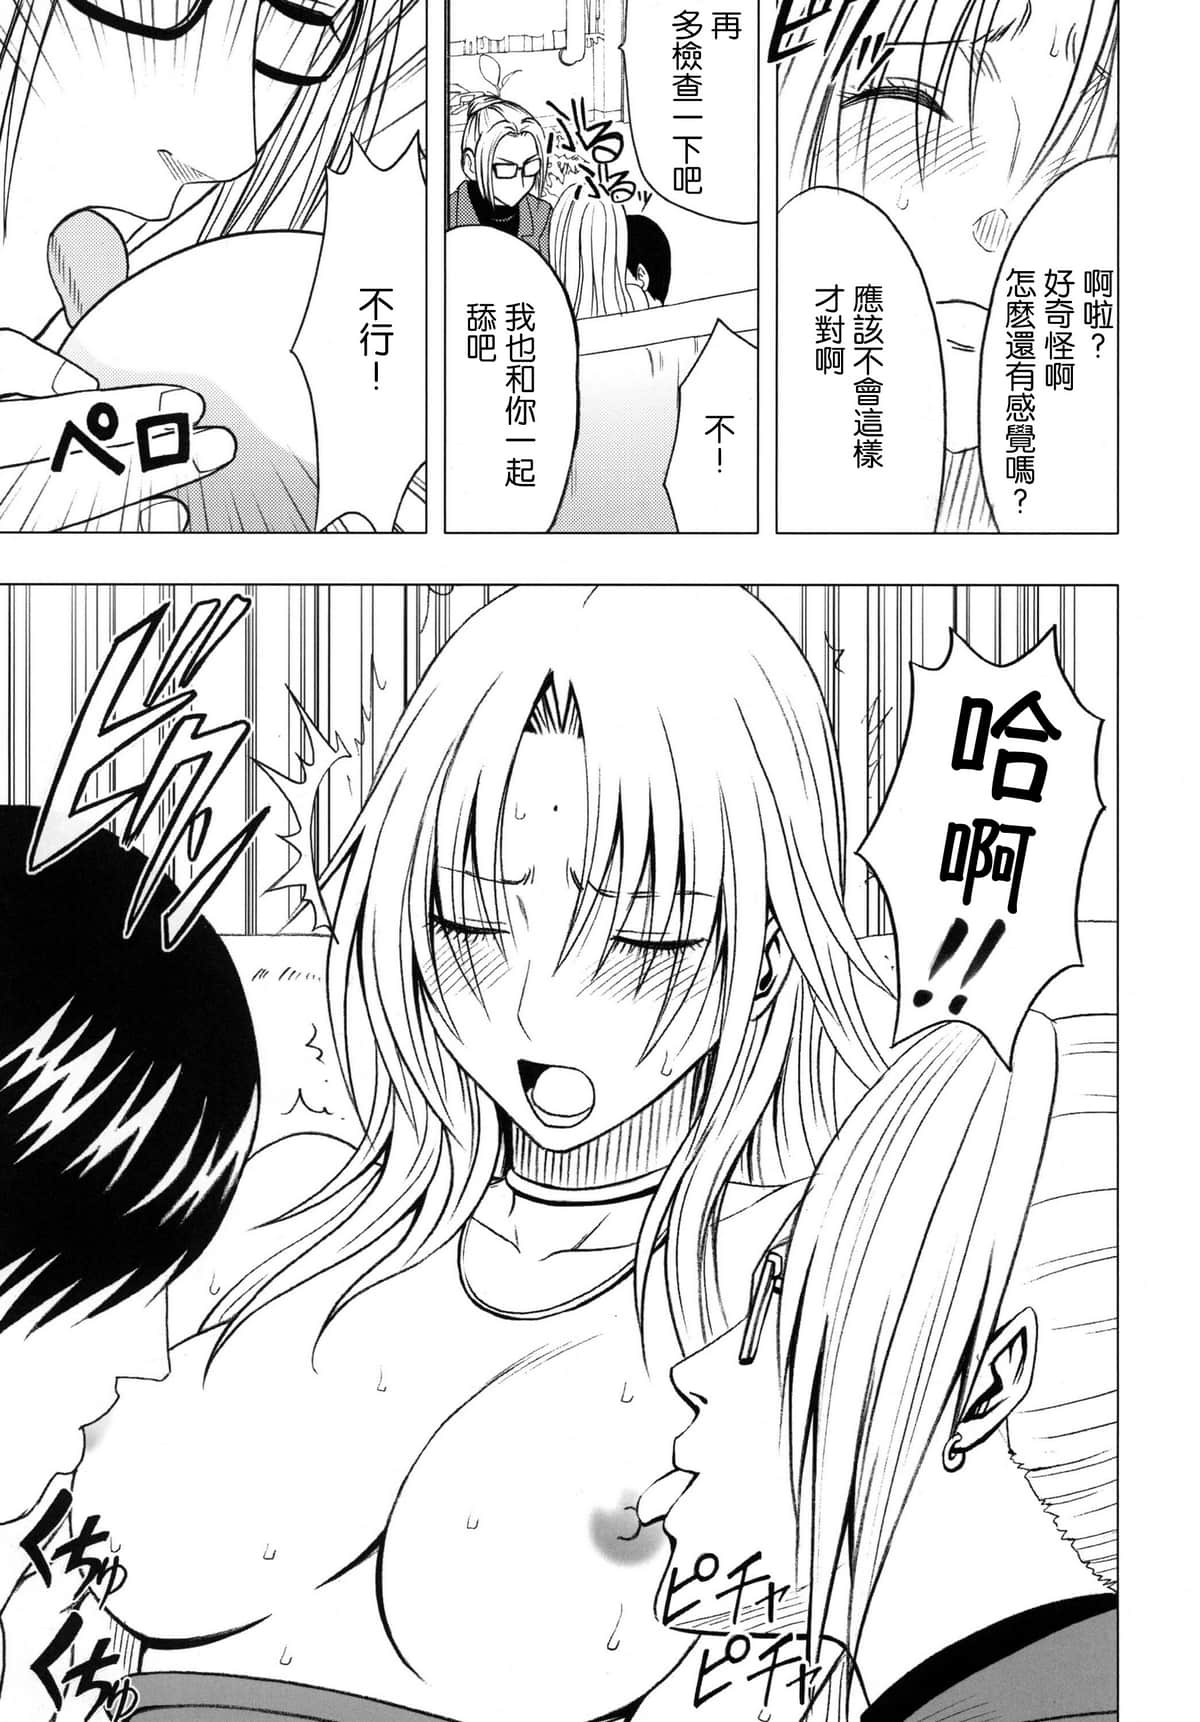 啊啦？
好奇怪啊
怎麽還有感覺嗎？
應該不會這樣
才對啊
再
多檢查一下吧
ぷるぷる
不！
我也和你一起
舔吧
不行！
ペロ
哈啊!!
ビクッ
ピチャ
ピチャ
くちゅ
くちゅ